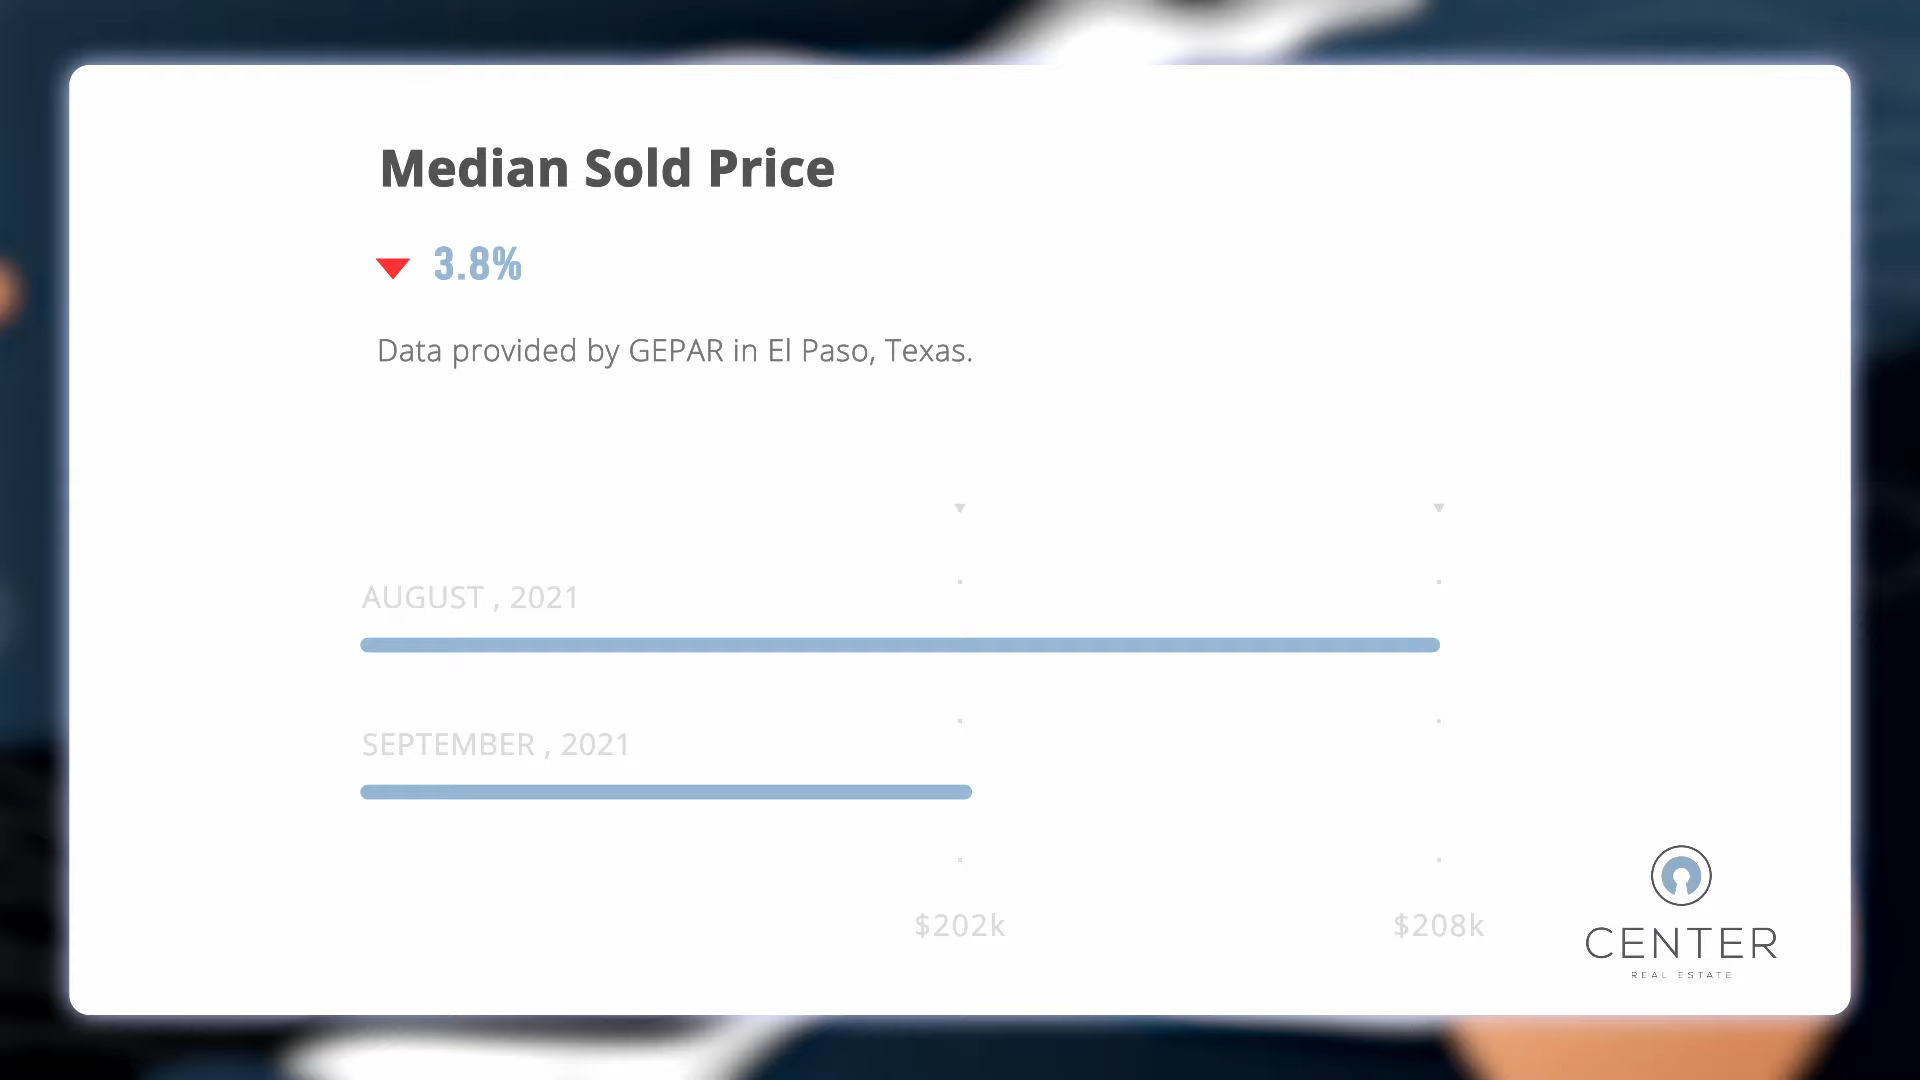 Median Sold Price
3.8%
Data provided by GEPAR in El Paso, Texas.
AUGUST , 2021
SEPTEMBER , 2021
$202k
$208k
CENTER
REAL ESTATE